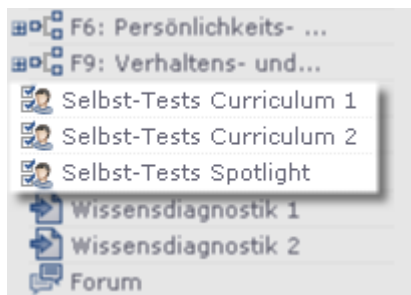 F6: Persönlichkeits- ...
F9: Verhaltens- und...
Selbst-Tests Curriculum 1
Selbst-Tests Curriculum 2
Selbst-Tests Spotlight
Wissensdiagnostik 1
Wissensdiagnostik 2
Forum